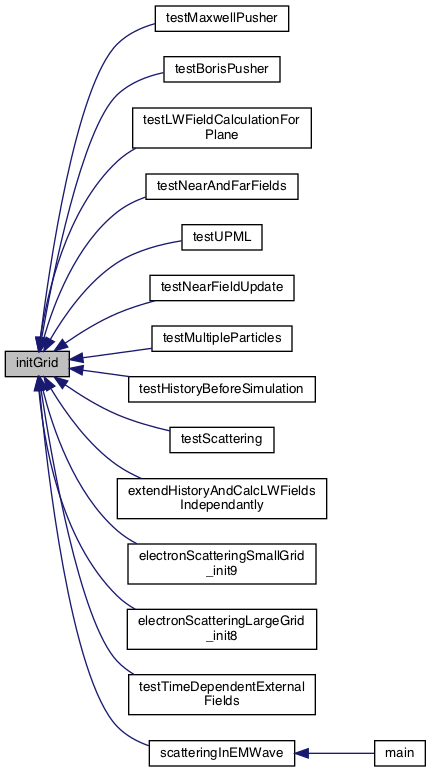 testMaxwellPusher
testBorisPusher
testLWFieldCalculationFor
Plane
testNearAndFarFields
testUPML
testNearFieldUpdate
testMultipleParticles
initGrid
testHistoryBeforeSimulation
testScattering
extendHistoryAndCalcLWFields
Independantly
electronScatteringSmallGrid
_init9
electronScatteringLargeGrid
_init8
testTimeDependentExternal
Fields
scatteringInEMWave
main